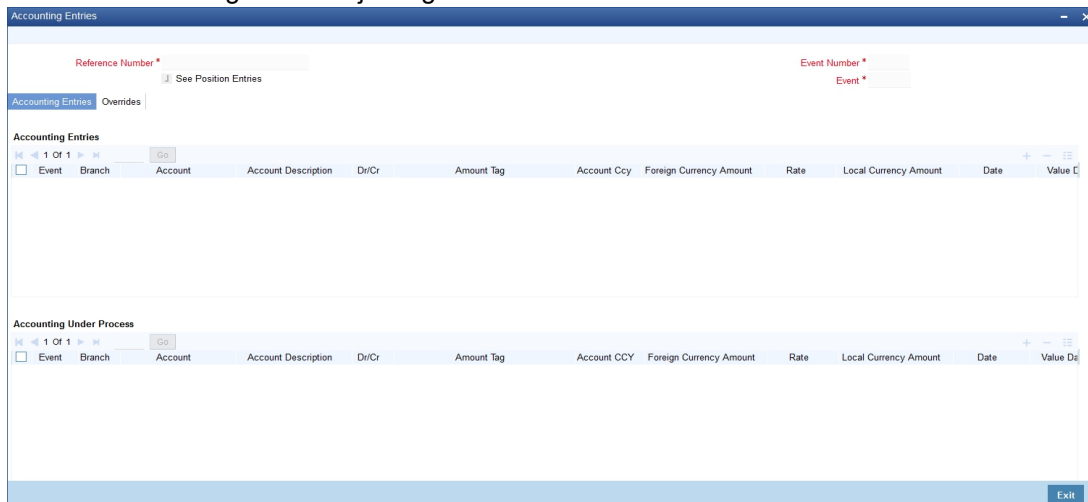 Accounting Entries
Reference Number *
Event Number *
J See Position Entries
Event *
Accounting Entries Overrides
Accounting Entries
1 Of 1 Go
Event Branch Account Account Description Dr/Cr Amount Tag Account Ccy Foreign Currency Amount Rate Local Currency Amount Date Value D
Accounting Under Process
1 Of 1 Go
Event Branch Account Account Description Dr/Cr Amount Tag Account CCY Foreign Currency Amount Rate Local Currency Amount Date Value Da
Exit